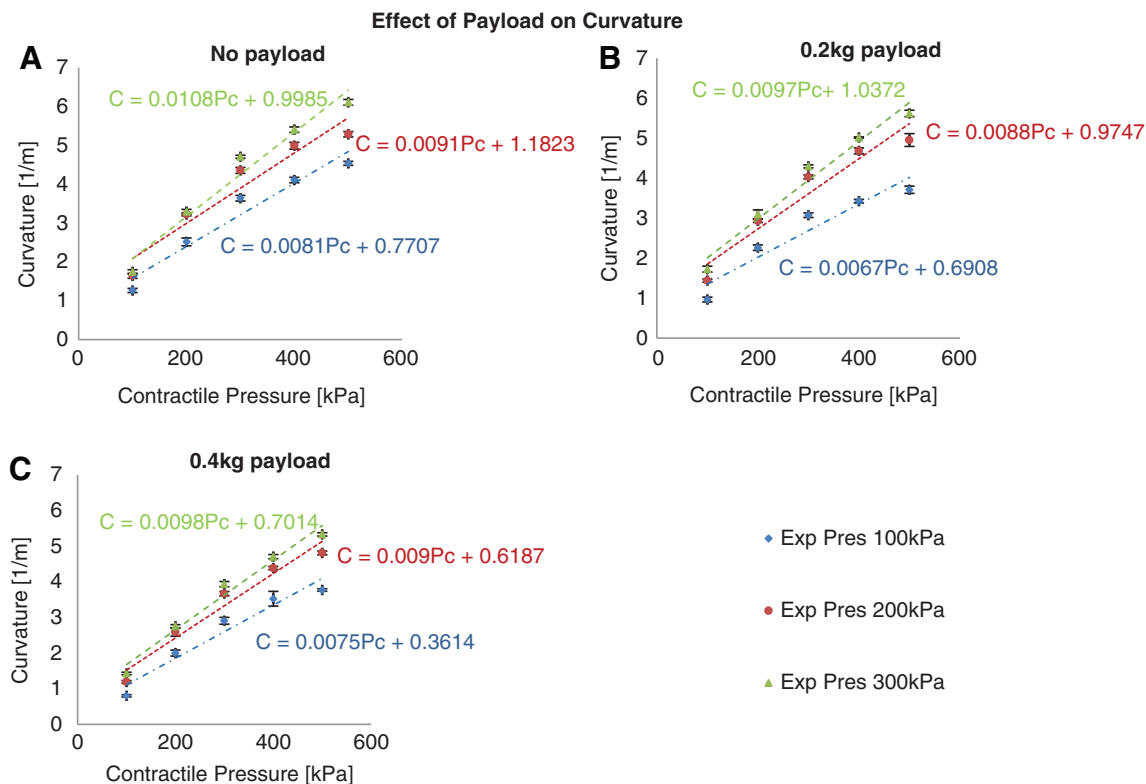 Effect of Payload on Curvature
A
No payload
7
6
5
4
3
2
1
0
0
200
400
600
Curvature [1/m]
Contractile Pressure [kPa]
C = 0.0108Pc + 0.9985
C = 0.0091Pc + 1.1823
C = 0.0081Pc + 0.7707
B
0.2kg payload
7
6
5
4
3
2
1
0
0
200
400
600
Curvature [1/m]
Contractile Pressure [kPa]
C = 0.0097Pc+ 1.0372
C = 0.0088Pc + 0.9747
C = 0.0067Pc + 0.6908
C
0.4kg payload
7
6
5
4
3
2
1
0
0
200
400
600
Curvature [1/m]
Contractile Pressure [kPa]
C = 0.0098Pc + 0.7014
C = 0.009Pc + 0.6187
C = 0.0075Pc + 0.3614
Exp Pres 100kPa
Exp Pres 200kPa
Exp Pres 300kPa